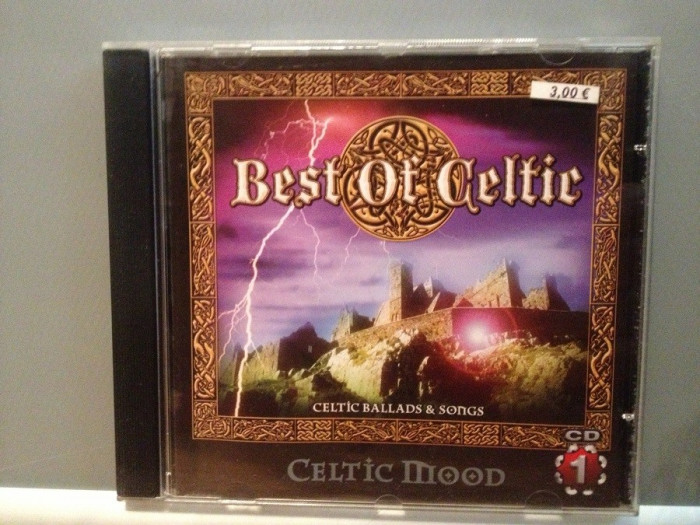 3,00 €
Best Of Celtic
CELTIC BALLADS & SONGS
CD
1
CELTIC MOOD